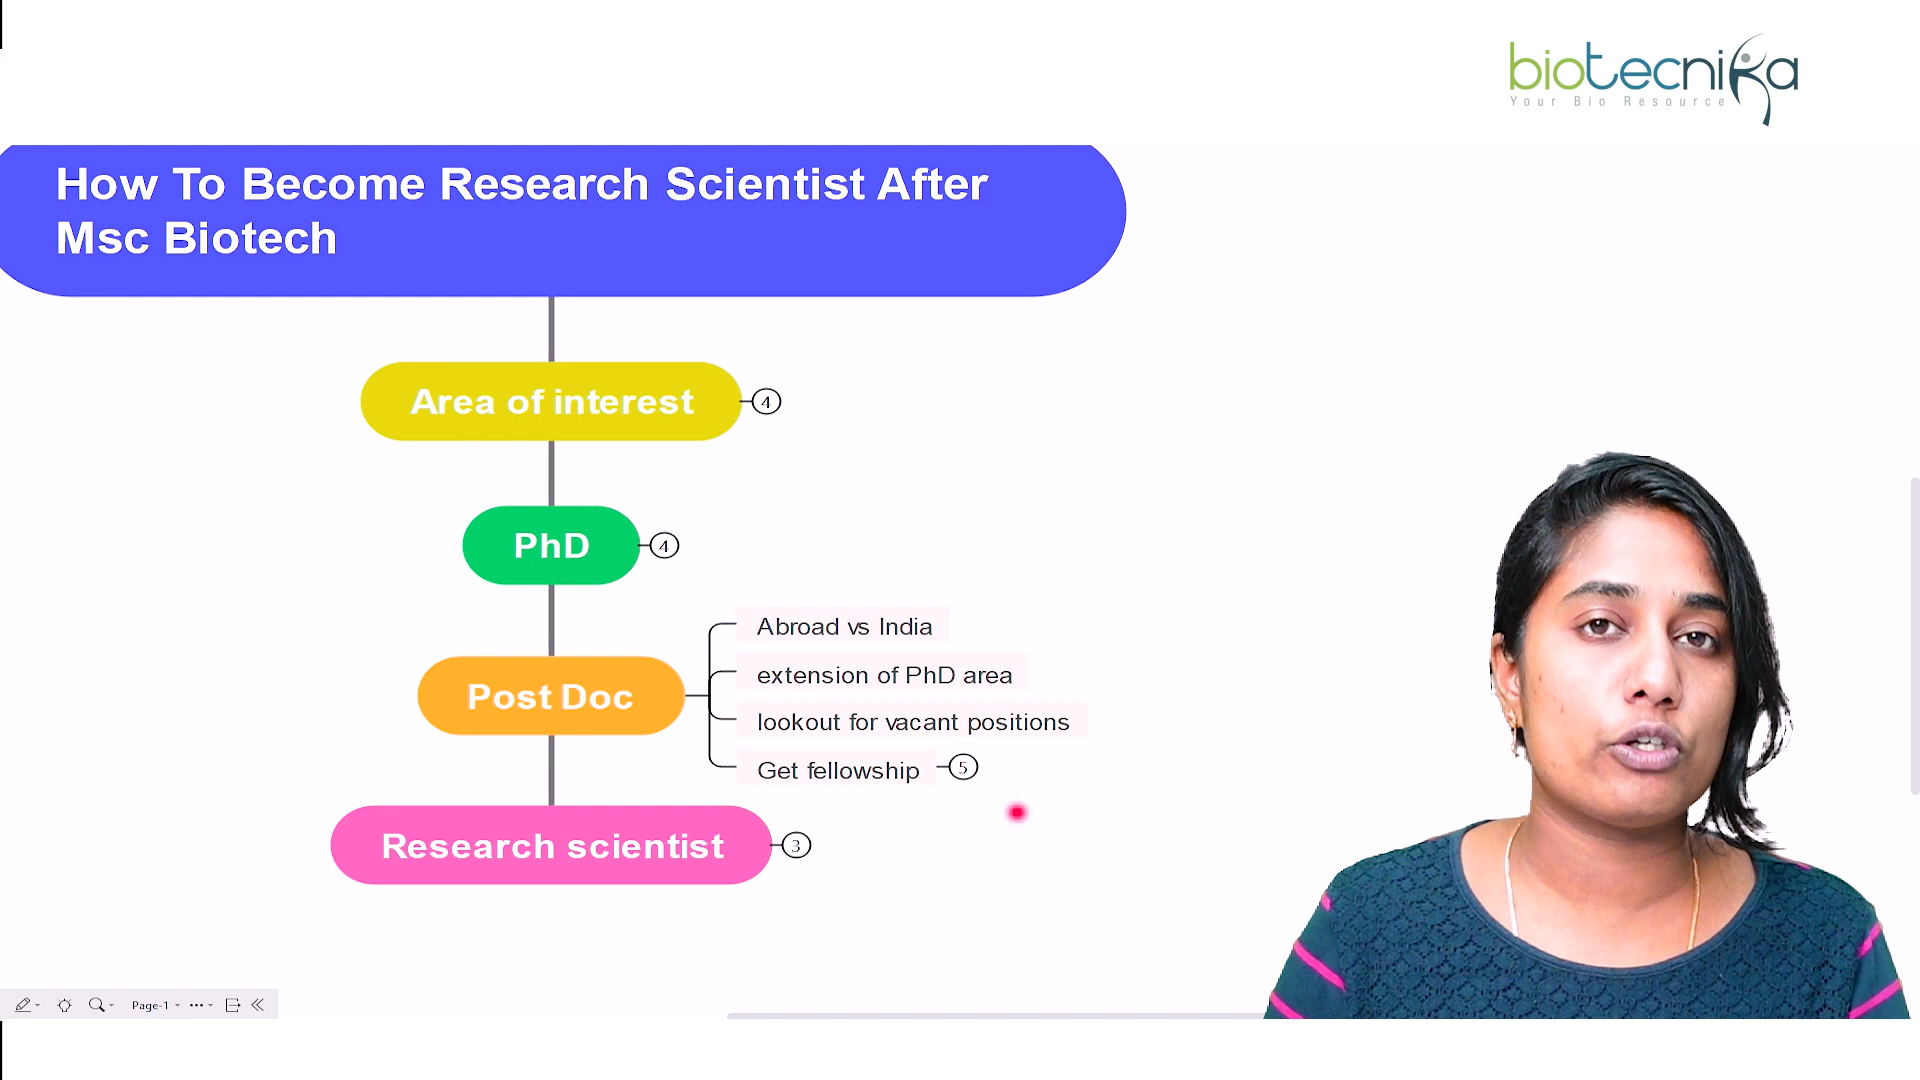 biotecnika
Your Bio Resource
How To Become Research Scientist After
Msc Biotech
Area of interest
4
PhD
4
Abroad vs India
extension of PhD area
Post Doc
lookout for vacant positions
Get fellowship
5
Research scientist
3
Page-1